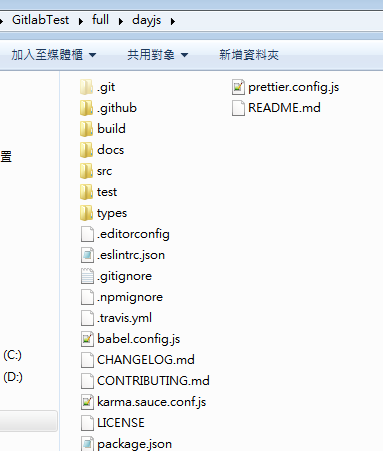 GitlabTest ▸ full ▸ dayjs
加入至媒體櫃 共用對象 新增資料夾
.git
.github
build
docs
src
test
types
.editorconfig
.eslintrc.json
.gitignore
.npmignore
.travis.yml
babel.config.js
CHANGELOG.md
CONTRIBUTING.md
karma.sauce.conf.js
LICENSE
package.json
prettier.config.js
README.md
置
(C:)
(D:)